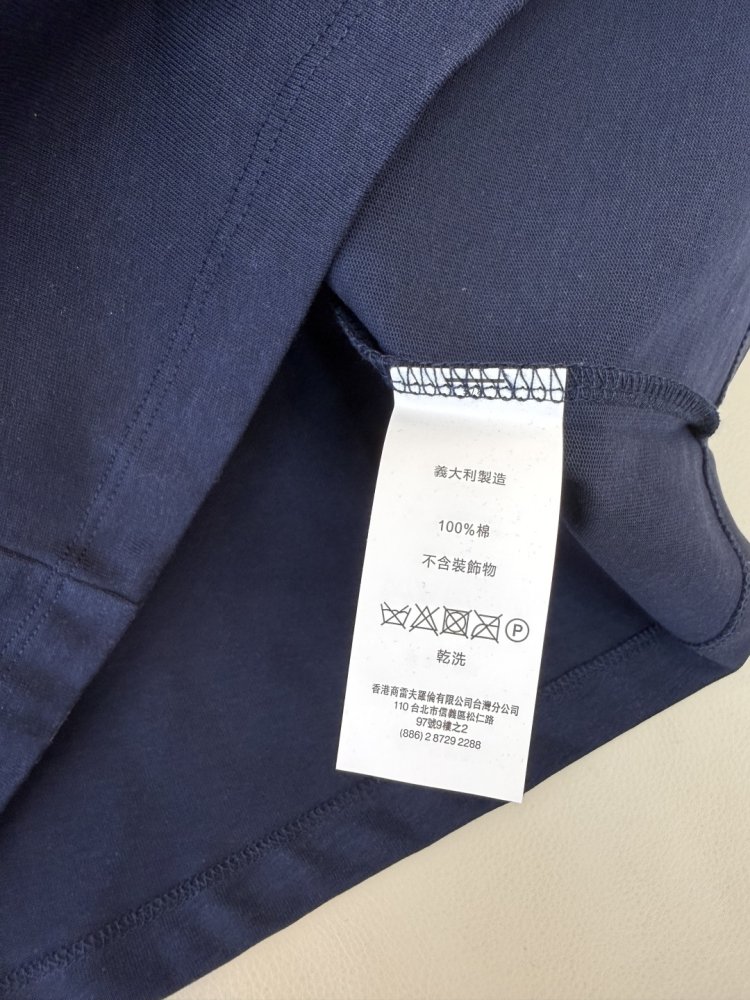 義大利製造
100%棉
不含裝飾物
P
乾洗
香港商雷夫羅倫有限公司台灣分公司
110 台北市信義區松仁路
97號9樓之2
(886) 2 8729 2288